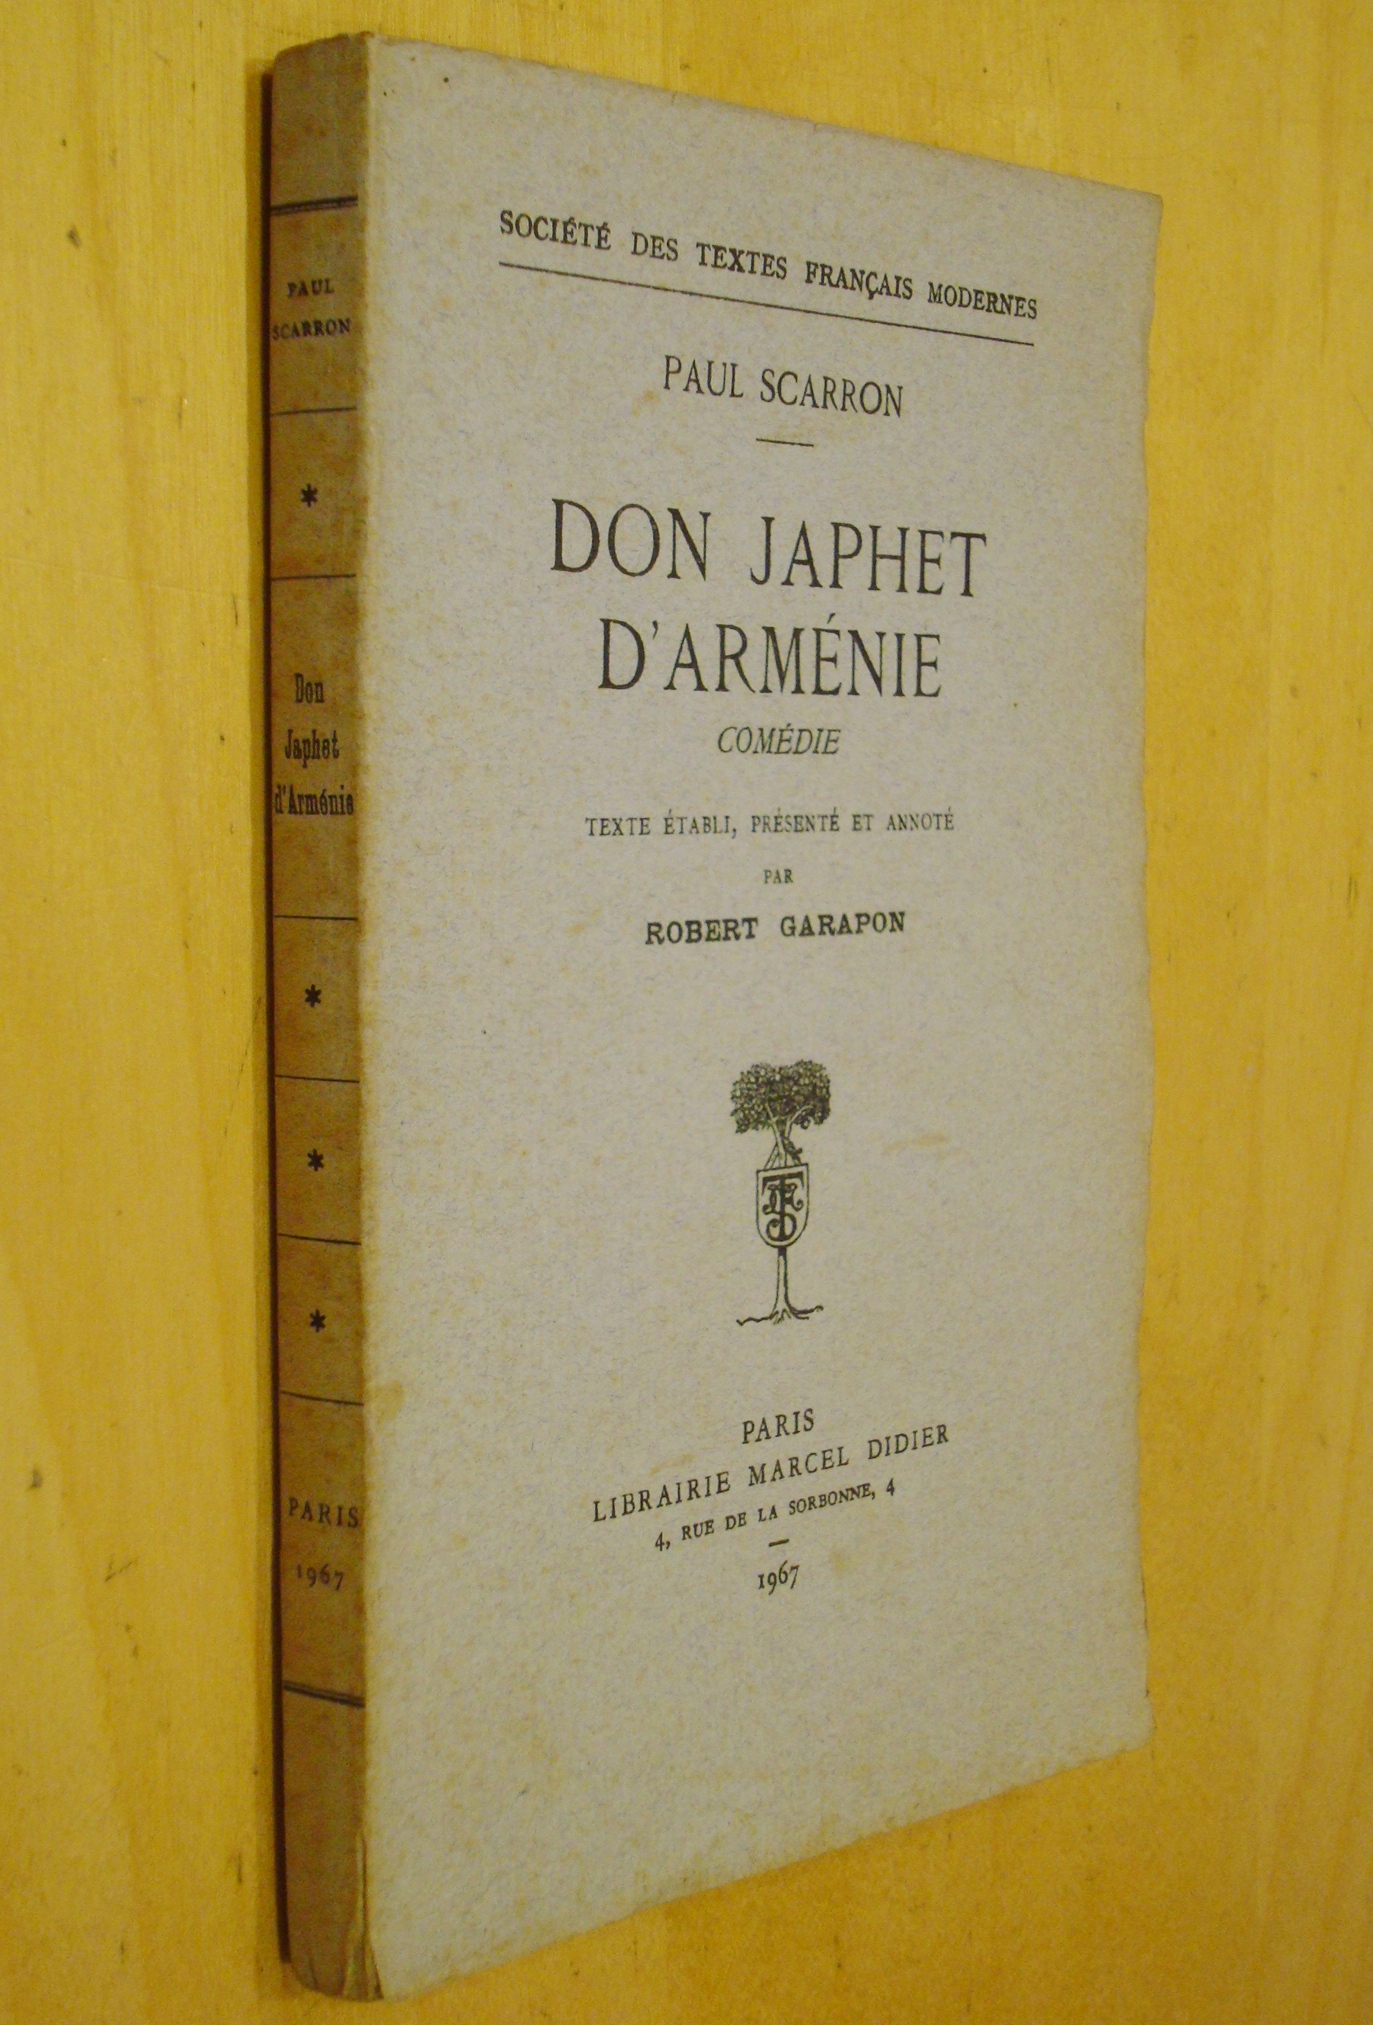 PAUL
SCARRON
*
Don
Japhet
d'Arménie
*
*
*
PARIS
1967
SOCIÉTÉ DES TEXTES FRANÇAIS MODERNES
PAUL SCARRON
DON JAPHET
D'ARMÉNIE
COMÉDIE
TEXTE ÉTABLI, PRÉSENTÉ ET ANNOTÉ
PAR
ROBERT GARAPON
PARIS
LIBRAIRIE MARCEL DIDIER
4, RUE DE LA SORBONNE, 4
1967